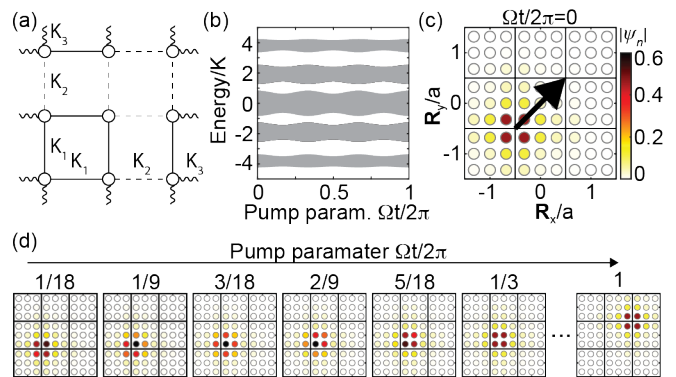 (a)
K₃
K₂
K₁
K₁
K₂
K₃
(b)
Energy/K
4
2
0
-2
-4
0
0.5
1
Pump param. Ωt/2π
(c)
Ωt/2π=0
|ψₙ|
R_y/a
1
0
-1
-1
0
1
R_x/a
0.6
0.4
0.2
0
(d)
Pump paramater Ωt/2π
1/18
1/9
3/18
2/9
5/18
1/3
...
1